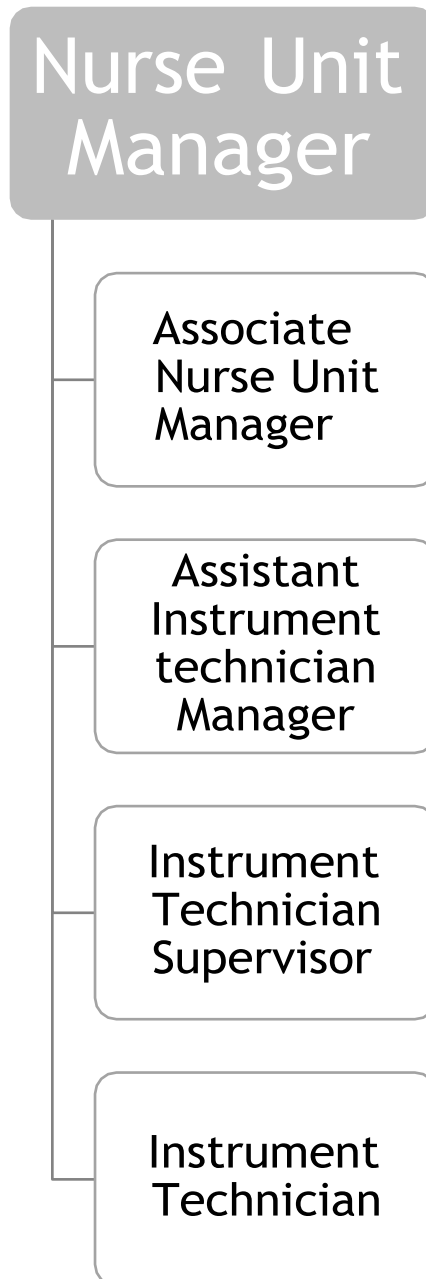 Nurse Unit
Manager
Associate
Nurse Unit
Manager
Assistant
Instrument
technician
Manager
Instrument
Technician
Supervisor
Instrument
Technician